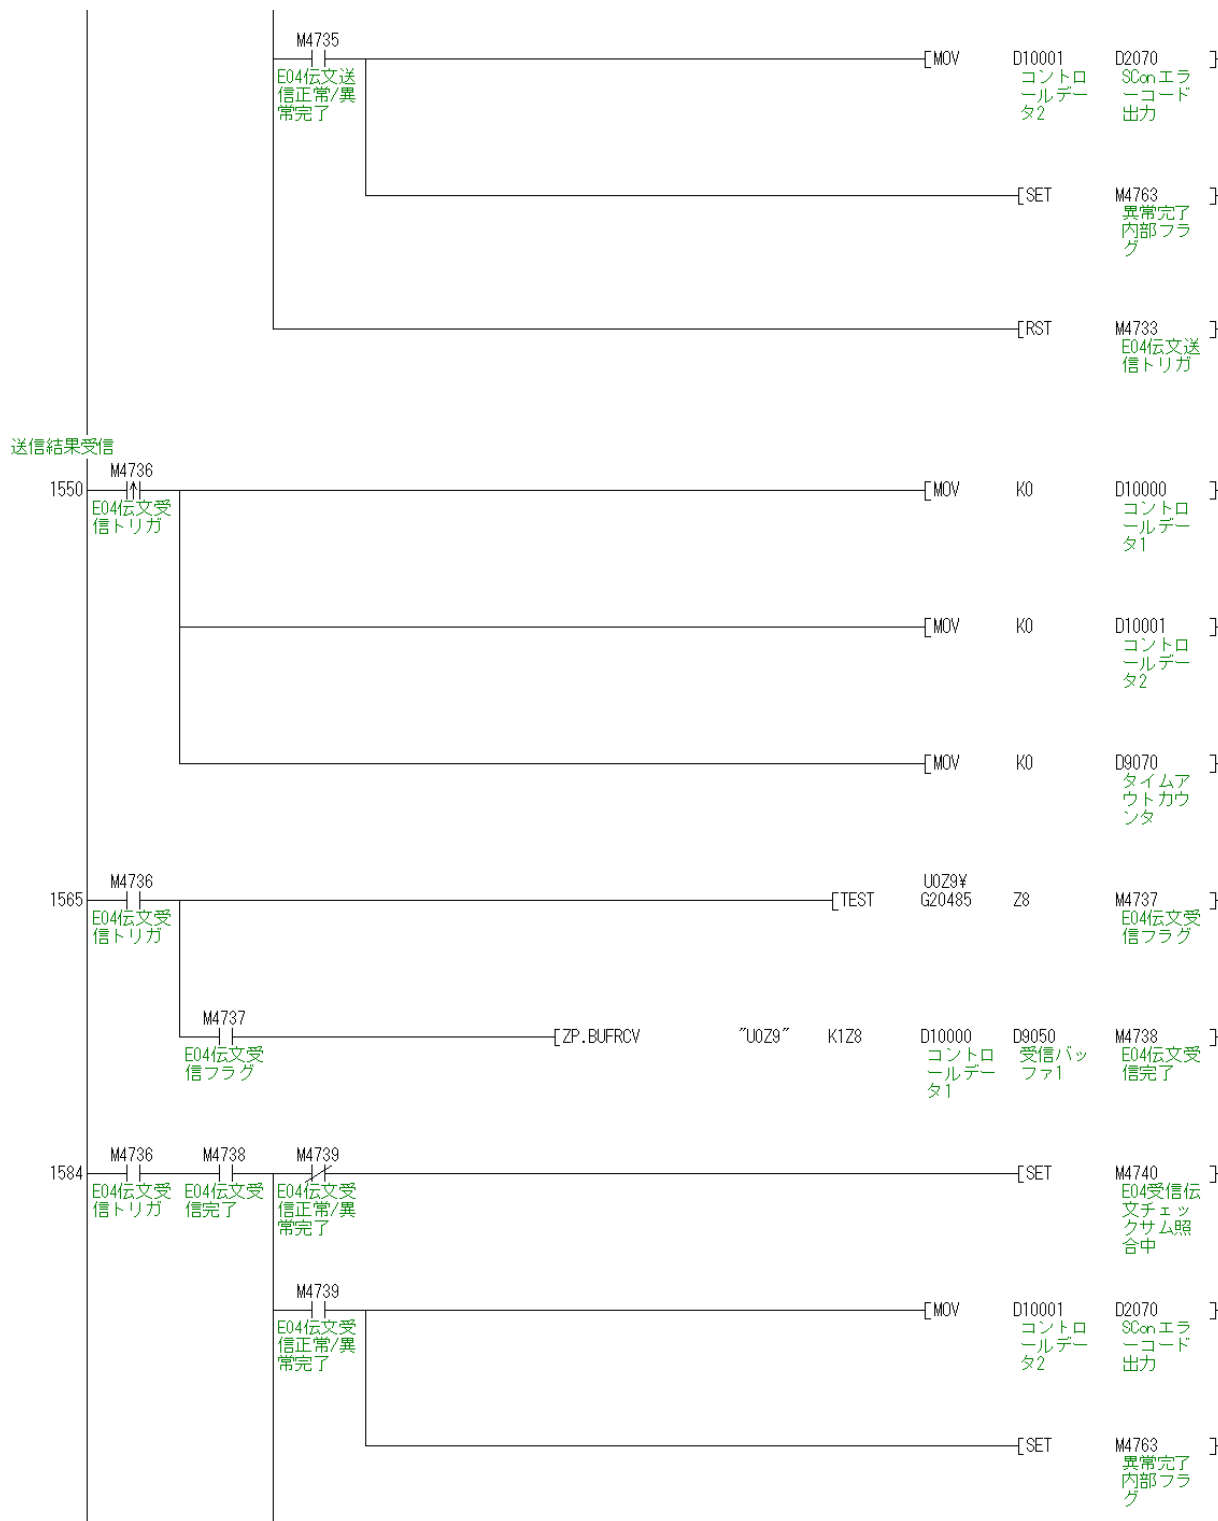 M4735
[MOV D10001 D2070 ]
E04伝文送
信正常/異
常完了
コントロ
ールデー
タ2
SConエラ
ーコード
出力
[SET M4763 ]
異常完了
内部フラ
グ
[RST M4733 ]
E04伝文送
信トリガ
送信結果受信
M4736
1550
[MOV K0 D10000 ]
E04伝文受
信トリガ
コントロ
ールデー
タ1
[MOV K0 D10001 ]
コントロ
ールデー
タ2
[MOV K0 D9070 ]
タイムア
ウトカウ
ンタ
M4736
U0Z9¥
1565
[TEST G20485 Z8 M4737 ]
E04伝文受
信トリガ
E04伝文受
信フラグ
M4737
[ZP.BUFRCV "U0Z9" K1Z8 D10000 D9050 M4738 ]
E04伝文受
信フラグ
コントロ
ールデー
タ1
受信バッ
ファ1
E04伝文受
信完了
M4736 M4738 M4739
1584
[SET M4740 ]
E04伝文受
信トリガ
E04伝文受
信完了
E04伝文受
信正常/異
常完了
E04受信伝
文チェッ
クサム照
合中
M4739
[MOV D10001 D2070 ]
E04伝文受
信正常/異
常完了
コントロ
ールデー
タ2
SConエラ
ーコード
出力
[SET M4763 ]
異常完了
内部フラ
グ